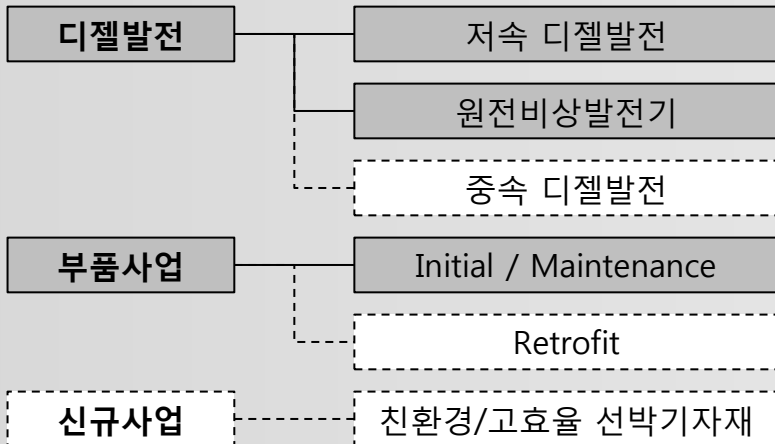 디젤발전
저속 디젤발전
원전비상발전기
중속 디젤발전
부품사업
Initial / Maintenance
Retrofit
신규사업
친환경/고효율 선박기자재